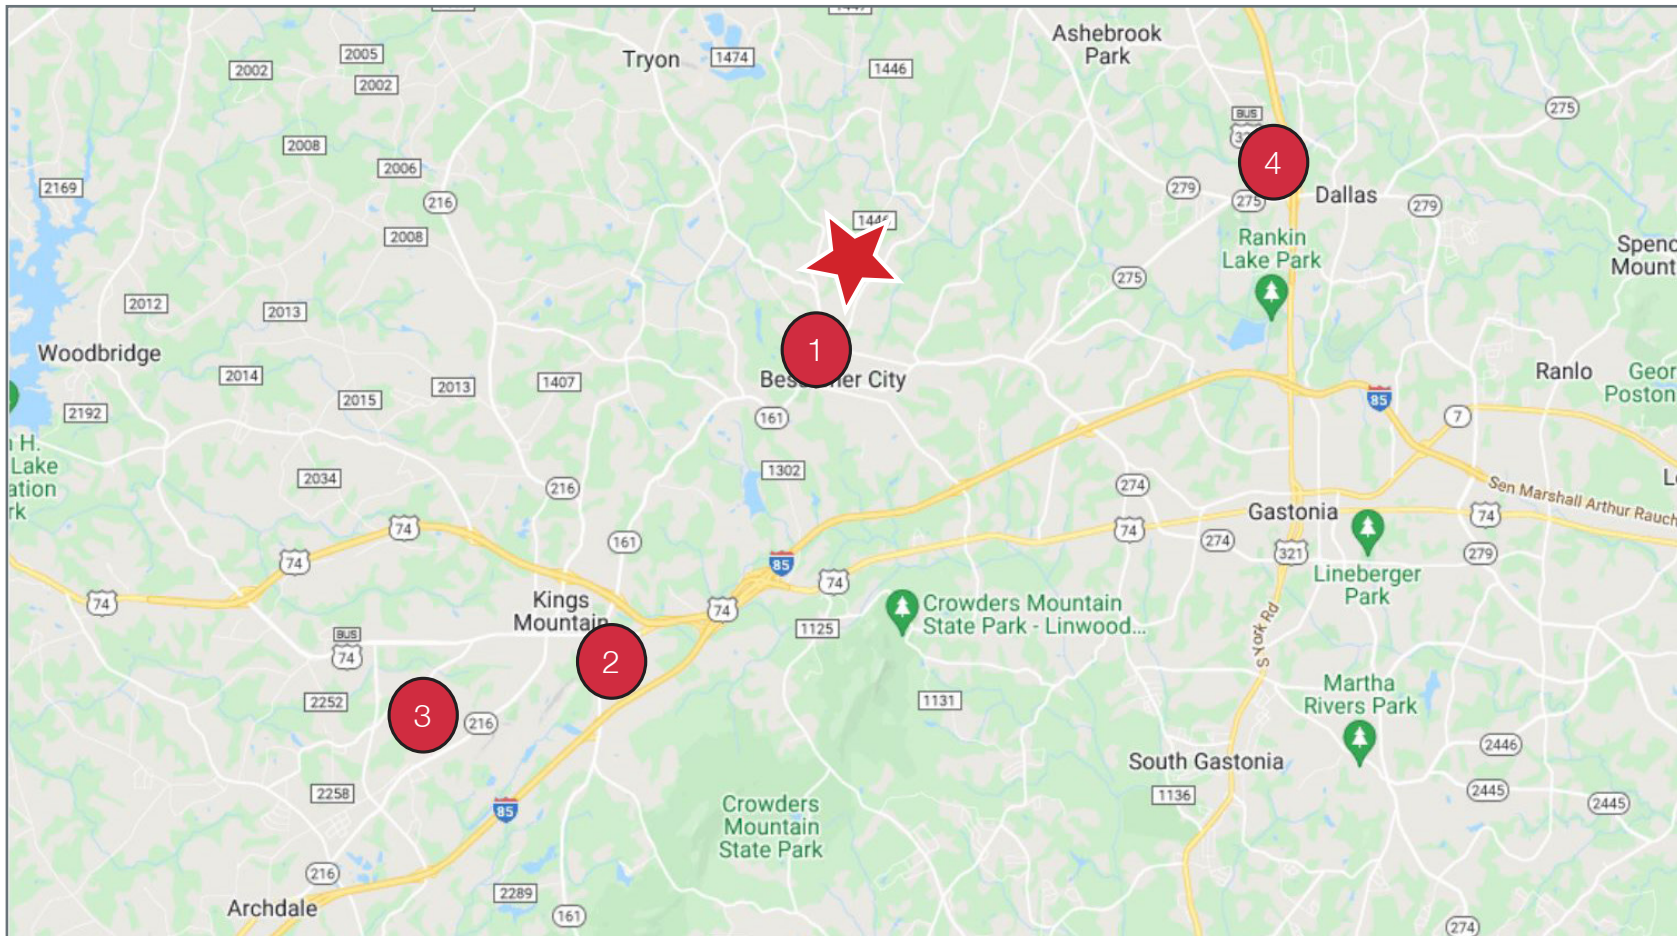 Tryon
1474
1446
Ashebrook
Park
2005
2002
2002
275
BUS
2008
2006
4
2169
216
279
275
Dallas
279
2008
Rankin
Lake Park
Spenc
Mount
275
2012
2013
1
Woodbridge
2014
2013
1407
Bessemer City
Ranlo
Geor
Poston
2015
2192
161
85
7
H.
Lake
ation
rk
1302
2034
216
274
Sen Marshall Arthur Rauch
74
Gastonia
74
74
161
274
321
279
74
85
74
Lineberger
Park
74
Kings
Mountain
74
Crowders Mountain
State Park - Linwood...
1125
S York Rd
BUS
74
2
2252
3
216
1131
Martha
Rivers Park
South Gastonia
2446
2258
85
1136
2445
2445
Crowders
Mountain
State Park
216
Archdale
2289
161
274